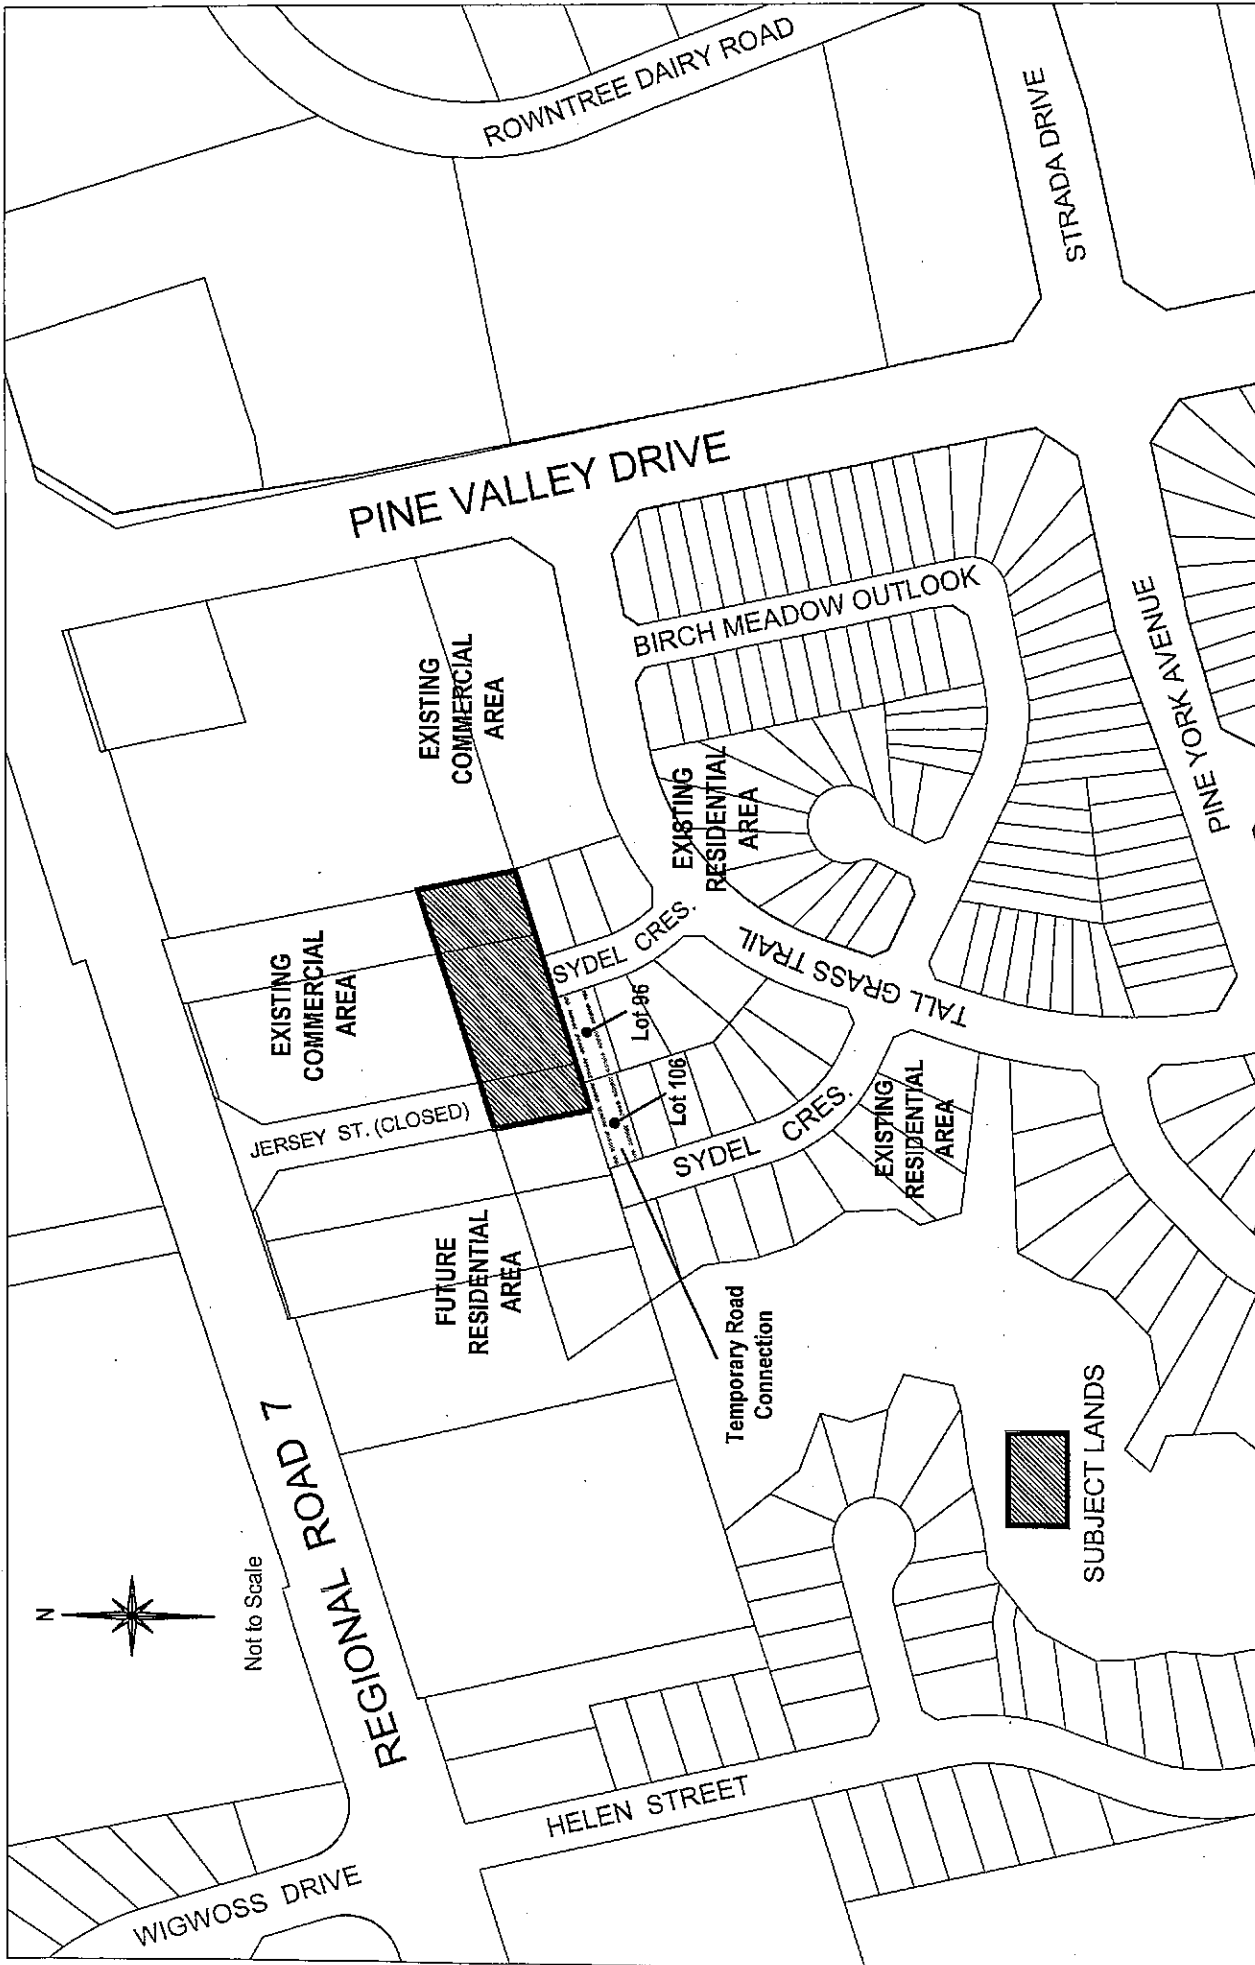 N
Not to Scale
WIGWOSS DRIVE
REGIONAL ROAD 7
HELEN STREET
JERSEY ST. (CLOSED)
EXISTING
COMMERCIAL
AREA
EXISTING
COMMERCIAL
AREA
FUTURE
RESIDENTIAL
AREA
PINE VALLEY DRIVE
ROWNTREE DAIRY ROAD
STRADA DRIVE
SYDEL CRES.
Lot 96
Lot 106
SYDEL CRES.
Temporary Road
Connection
TALL GRASS TRAIL
EXISTING
RESIDENTIAL
AREA
EXISTING
RESIDENTIAL
AREA
BIRCH MEADOW OUTLOOK
PINE YORK AVENUE
SUBJECT LANDS